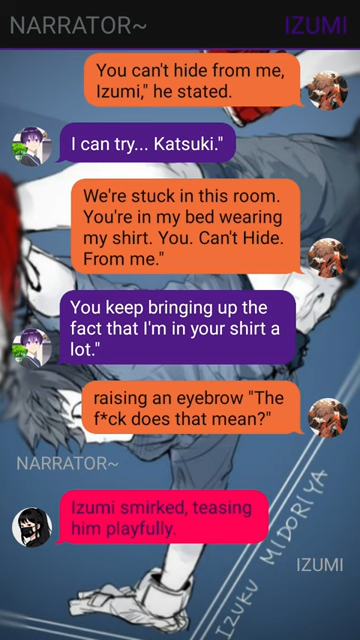 NARRATOR~ IZUMI
You can't hide from me,
Izumi," he stated.
I can try... Katsuki."
We're stuck in this room.
You're in my bed wearing
my shirt. You. Can't Hide.
From me."
You keep bringing up the
fact that I'm in your shirt a
lot."
raising an eyebrow "The
f*ck does that mean?"
NARRATOR~
Izumi smirked, teasing
him playfully.
IZUMI
IZUKU MIDORIYA